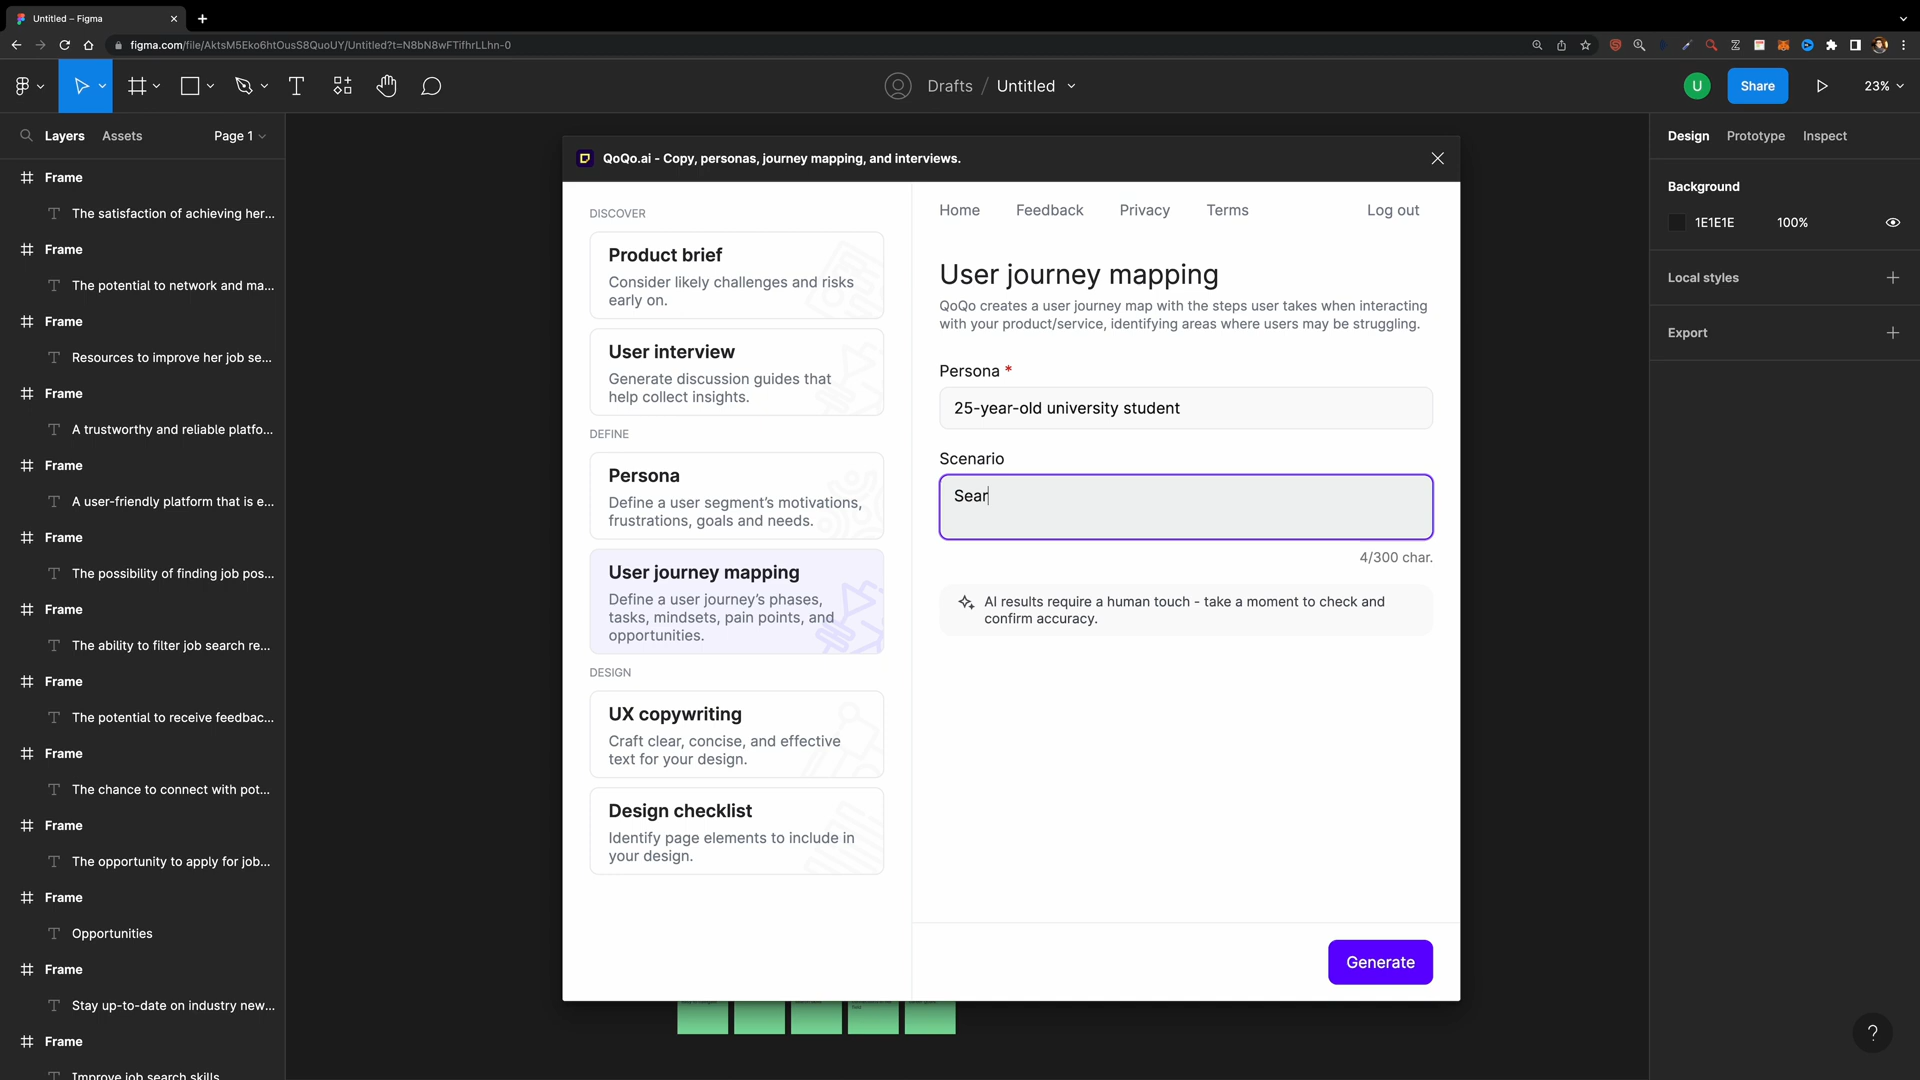 Untitled – Figma
figma.com/file/AktsM5Eko6htOusS8QuoUY/Untitled?t=N8bN8wFTifhrLLhn-0
Drafts / Untitled
U
Share
23%
Layers
Assets
Page 1
Frame
The satisfaction of achieving her...
Frame
The potential to network and ma...
Frame
Resources to improve her job se...
Frame
A trustworthy and reliable platfo...
Frame
A user-friendly platform that is e...
Frame
The possibility of finding job pos...
Frame
The ability to filter job search re...
Frame
The potential to receive feedbac...
Frame
The chance to connect with pot...
Frame
The opportunity to apply for job...
Frame
Opportunities
Frame
Stay up-to-date on industry new...
Frame
Improve job search skills
QoQo.ai - Copy, personas, journey mapping, and interviews.
DISCOVER
Product brief
Consider likely challenges and risks
early on.
User interview
Generate discussion guides that
help collect insights.
DEFINE
Persona
Define a user segment's motivations,
frustrations, goals and needs.
User journey mapping
Define a user journey's phases,
tasks, mindsets, pain points, and
opportunities.
DESIGN
UX copywriting
Craft clear, concise, and effective
text for your design.
Design checklist
Identify page elements to include in
your design.
Home
Feedback
Privacy
Terms
Log out
User journey mapping
QoQo creates a user journey map with the steps user takes when interacting
with your product/service, identifying areas where users may be struggling.
Persona *
25-year-old university student
Scenario
Sear
4/300 char.
AI results require a human touch - take a moment to check and
confirm accuracy.
Generate
Design
Prototype
Inspect
Background
1E1E1E
100%
Local styles
Export
?